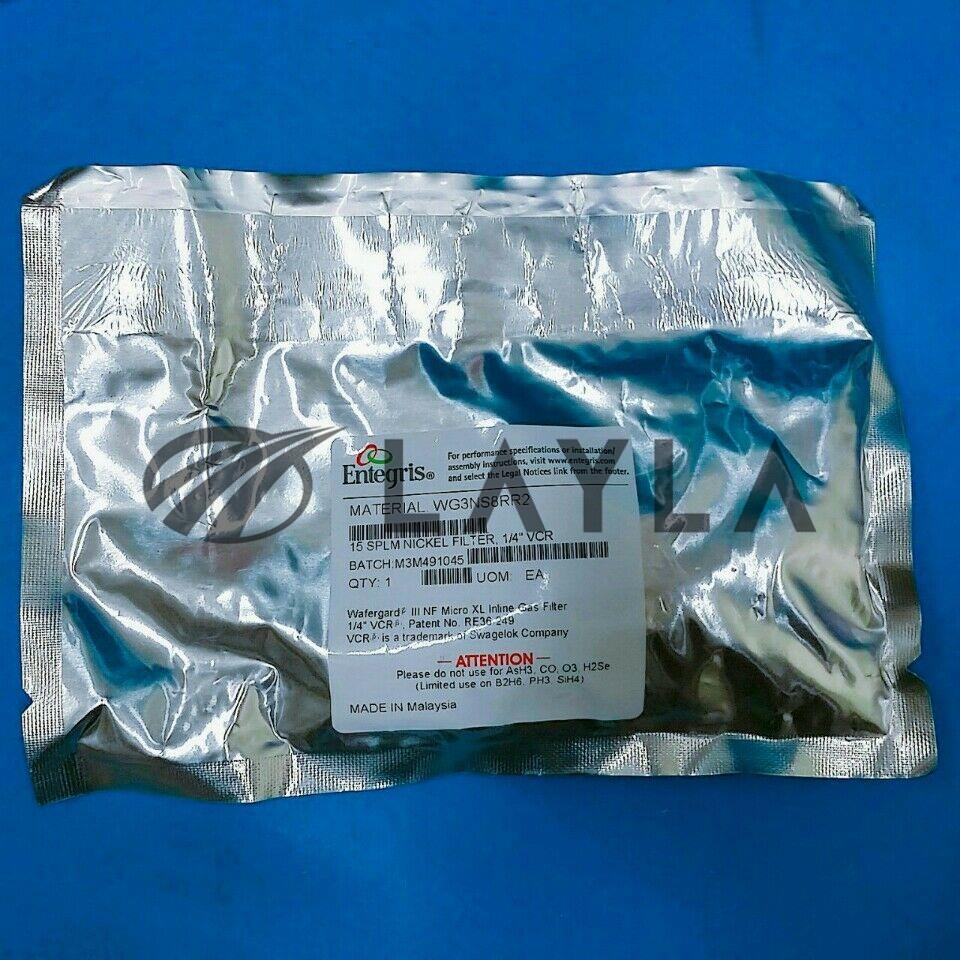 LAYLA
Entegris®
For performance specifications or installation/
assembly instructions, visit www.entegris.com
and select the Legal Notices link from the footer.
MATERIAL: WG3NS8RR2
15 SPLM NICKEL FILTER, 1/4" VCR
BATCH:M3M491045
QTY: 1 UOM: EA
Wafergardᵝ III NF Micro XL Inline Gas Filter
1/4" VCRᵝ, Patent No. RE36 249
VCRᵝ is a trademark of Swagelok Company
— ATTENTION —
Please do not use for AsH3, CO, O3, H2Se
(Limited use on B2H6, PH3, SiH4)
MADE IN Malaysia